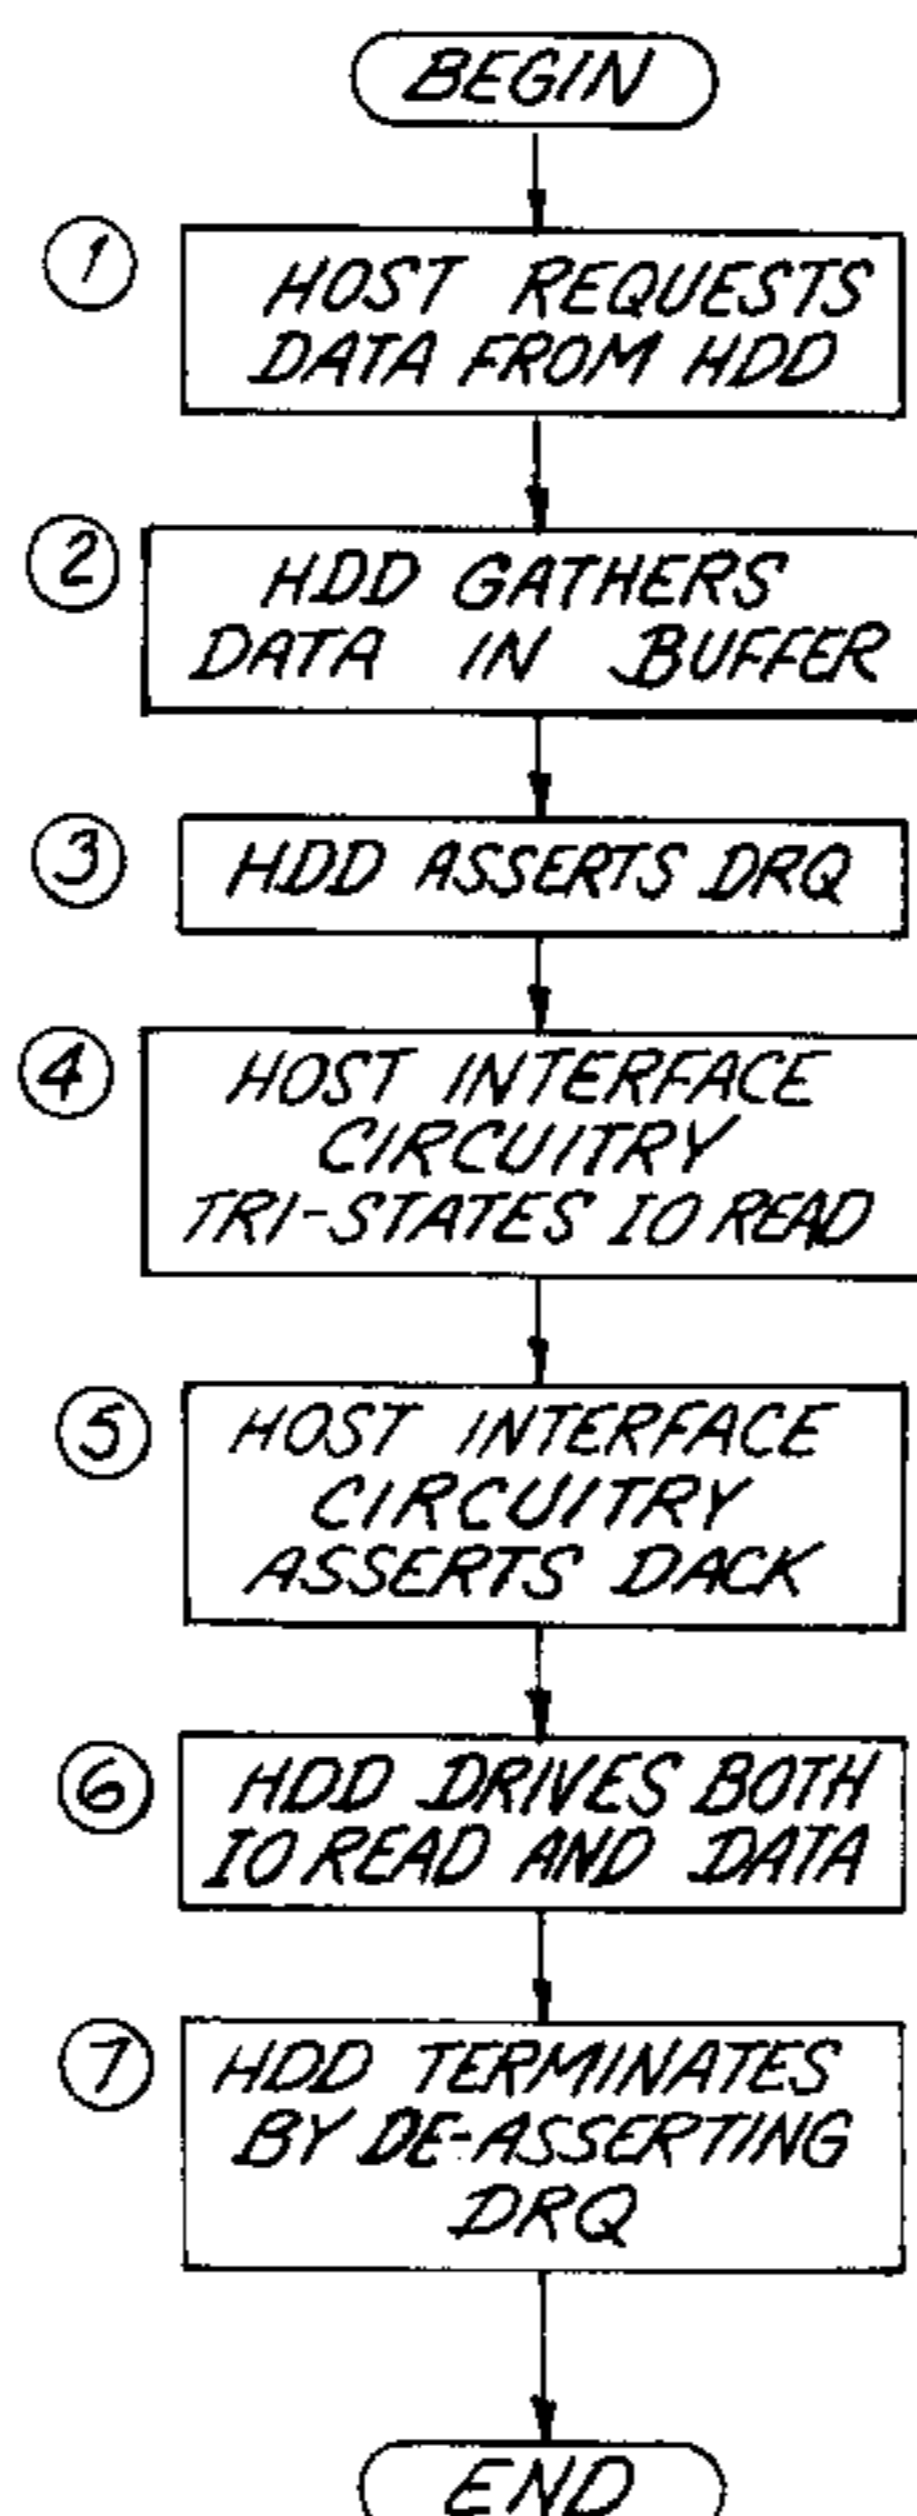 BEGIN
1
HOST REQUESTS
DATA FROM HDD
2
HDD GATHERS
DATA IN BUFFER
3
HDD ASSERTS DRQ
4
HOST INTERFACE
CIRCUITRY
TRI-STATES IO READ
5
HOST INTERFACE
CIRCUITRY
ASSERTS DACK
6
HDD DRIVES BOTH
IO READ AND DATA
7
HDD TERMINATES
BY DE-ASSERTING
DRQ
END